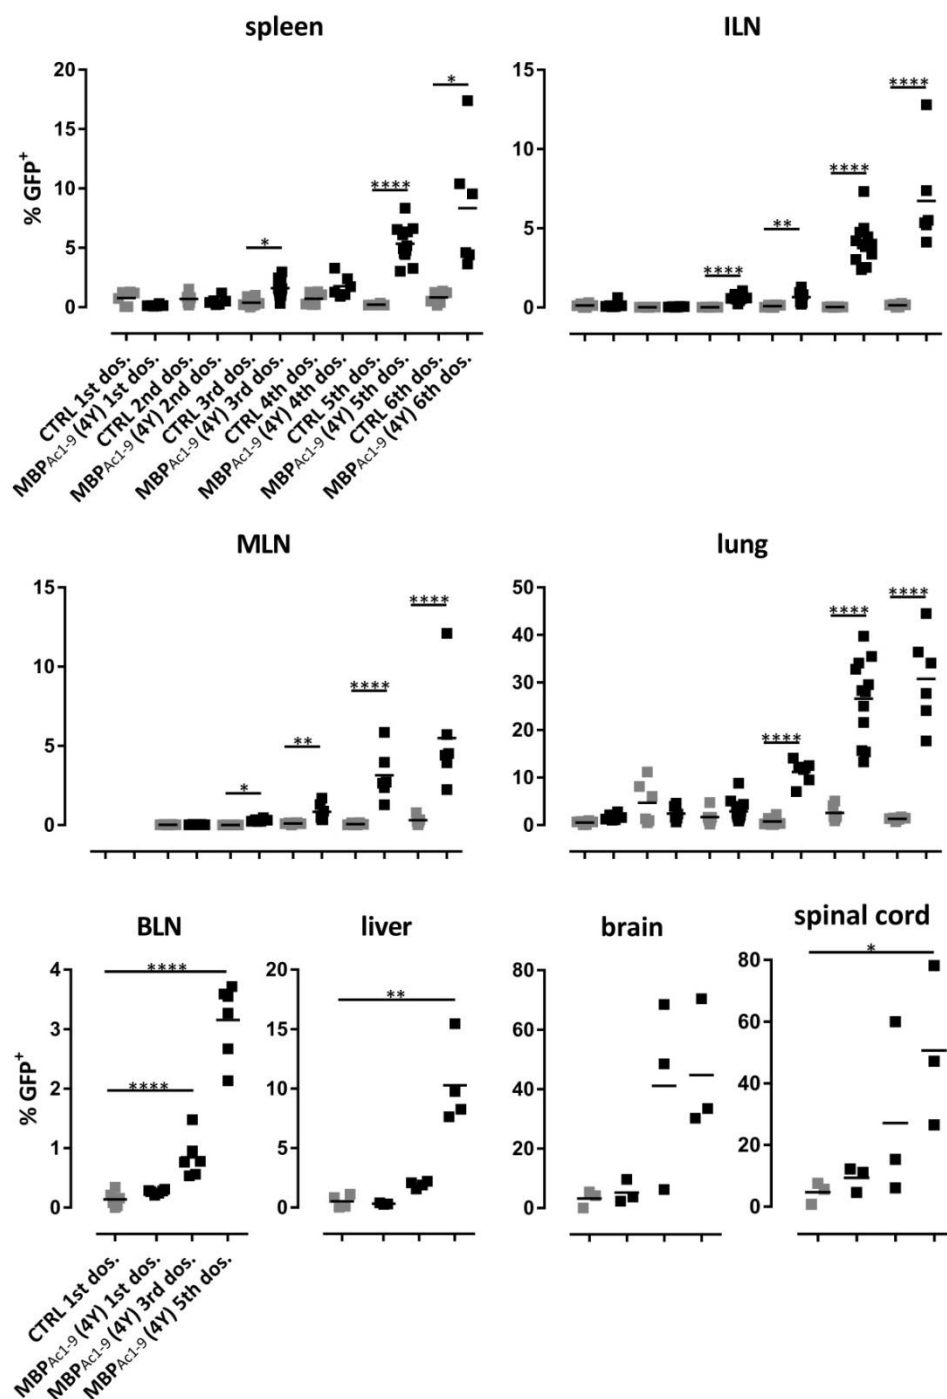 spleen
ILN
% GFP+
20
15
10
5
0
*
*
****
*
15
10
5
0
****
**
****
****
CTRL 1st dos.
MBPAc1-9 (4Y) 1st dos.
CTRL 2nd dos.
MBPAc1-9 (4Y) 2nd dos.
CTRL 3rd dos.
MBPAc1-9 (4Y) 3rd dos.
CTRL 4th dos.
MBPAc1-9 (4Y) 4th dos.
CTRL 5th dos.
MBPAc1-9 (4Y) 5th dos.
CTRL 6th dos.
MBPAc1-9 (4Y) 6th dos.
MLN
lung
15
10
5
0
*
**
****
****
50
40
30
20
10
0
****
****
****
BLN
liver
brain
spinal cord
% GFP+
4
3
2
1
0
****
****
20
15
10
5
0
**
80
60
40
20
0
80
60
40
20
0
*
CTRL 1st dos.
MBPAc1-9 (4Y) 1st dos.
MBPAc1-9 (4Y) 3rd dos.
MBPAc1-9 (4Y) 5th dos.